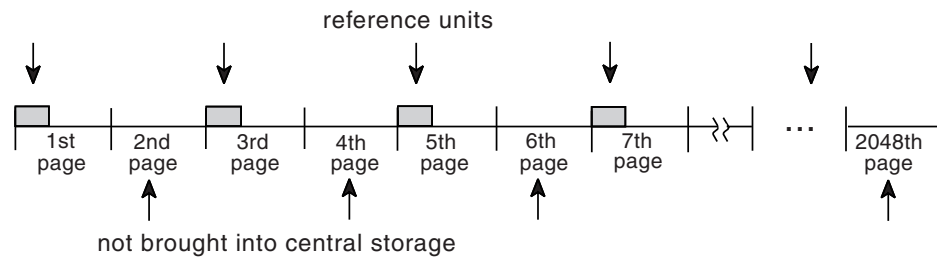 reference units
1st page
2nd page
3rd page
4th page
5th page
6th page
7th page
...
2048th page
not brought into central storage